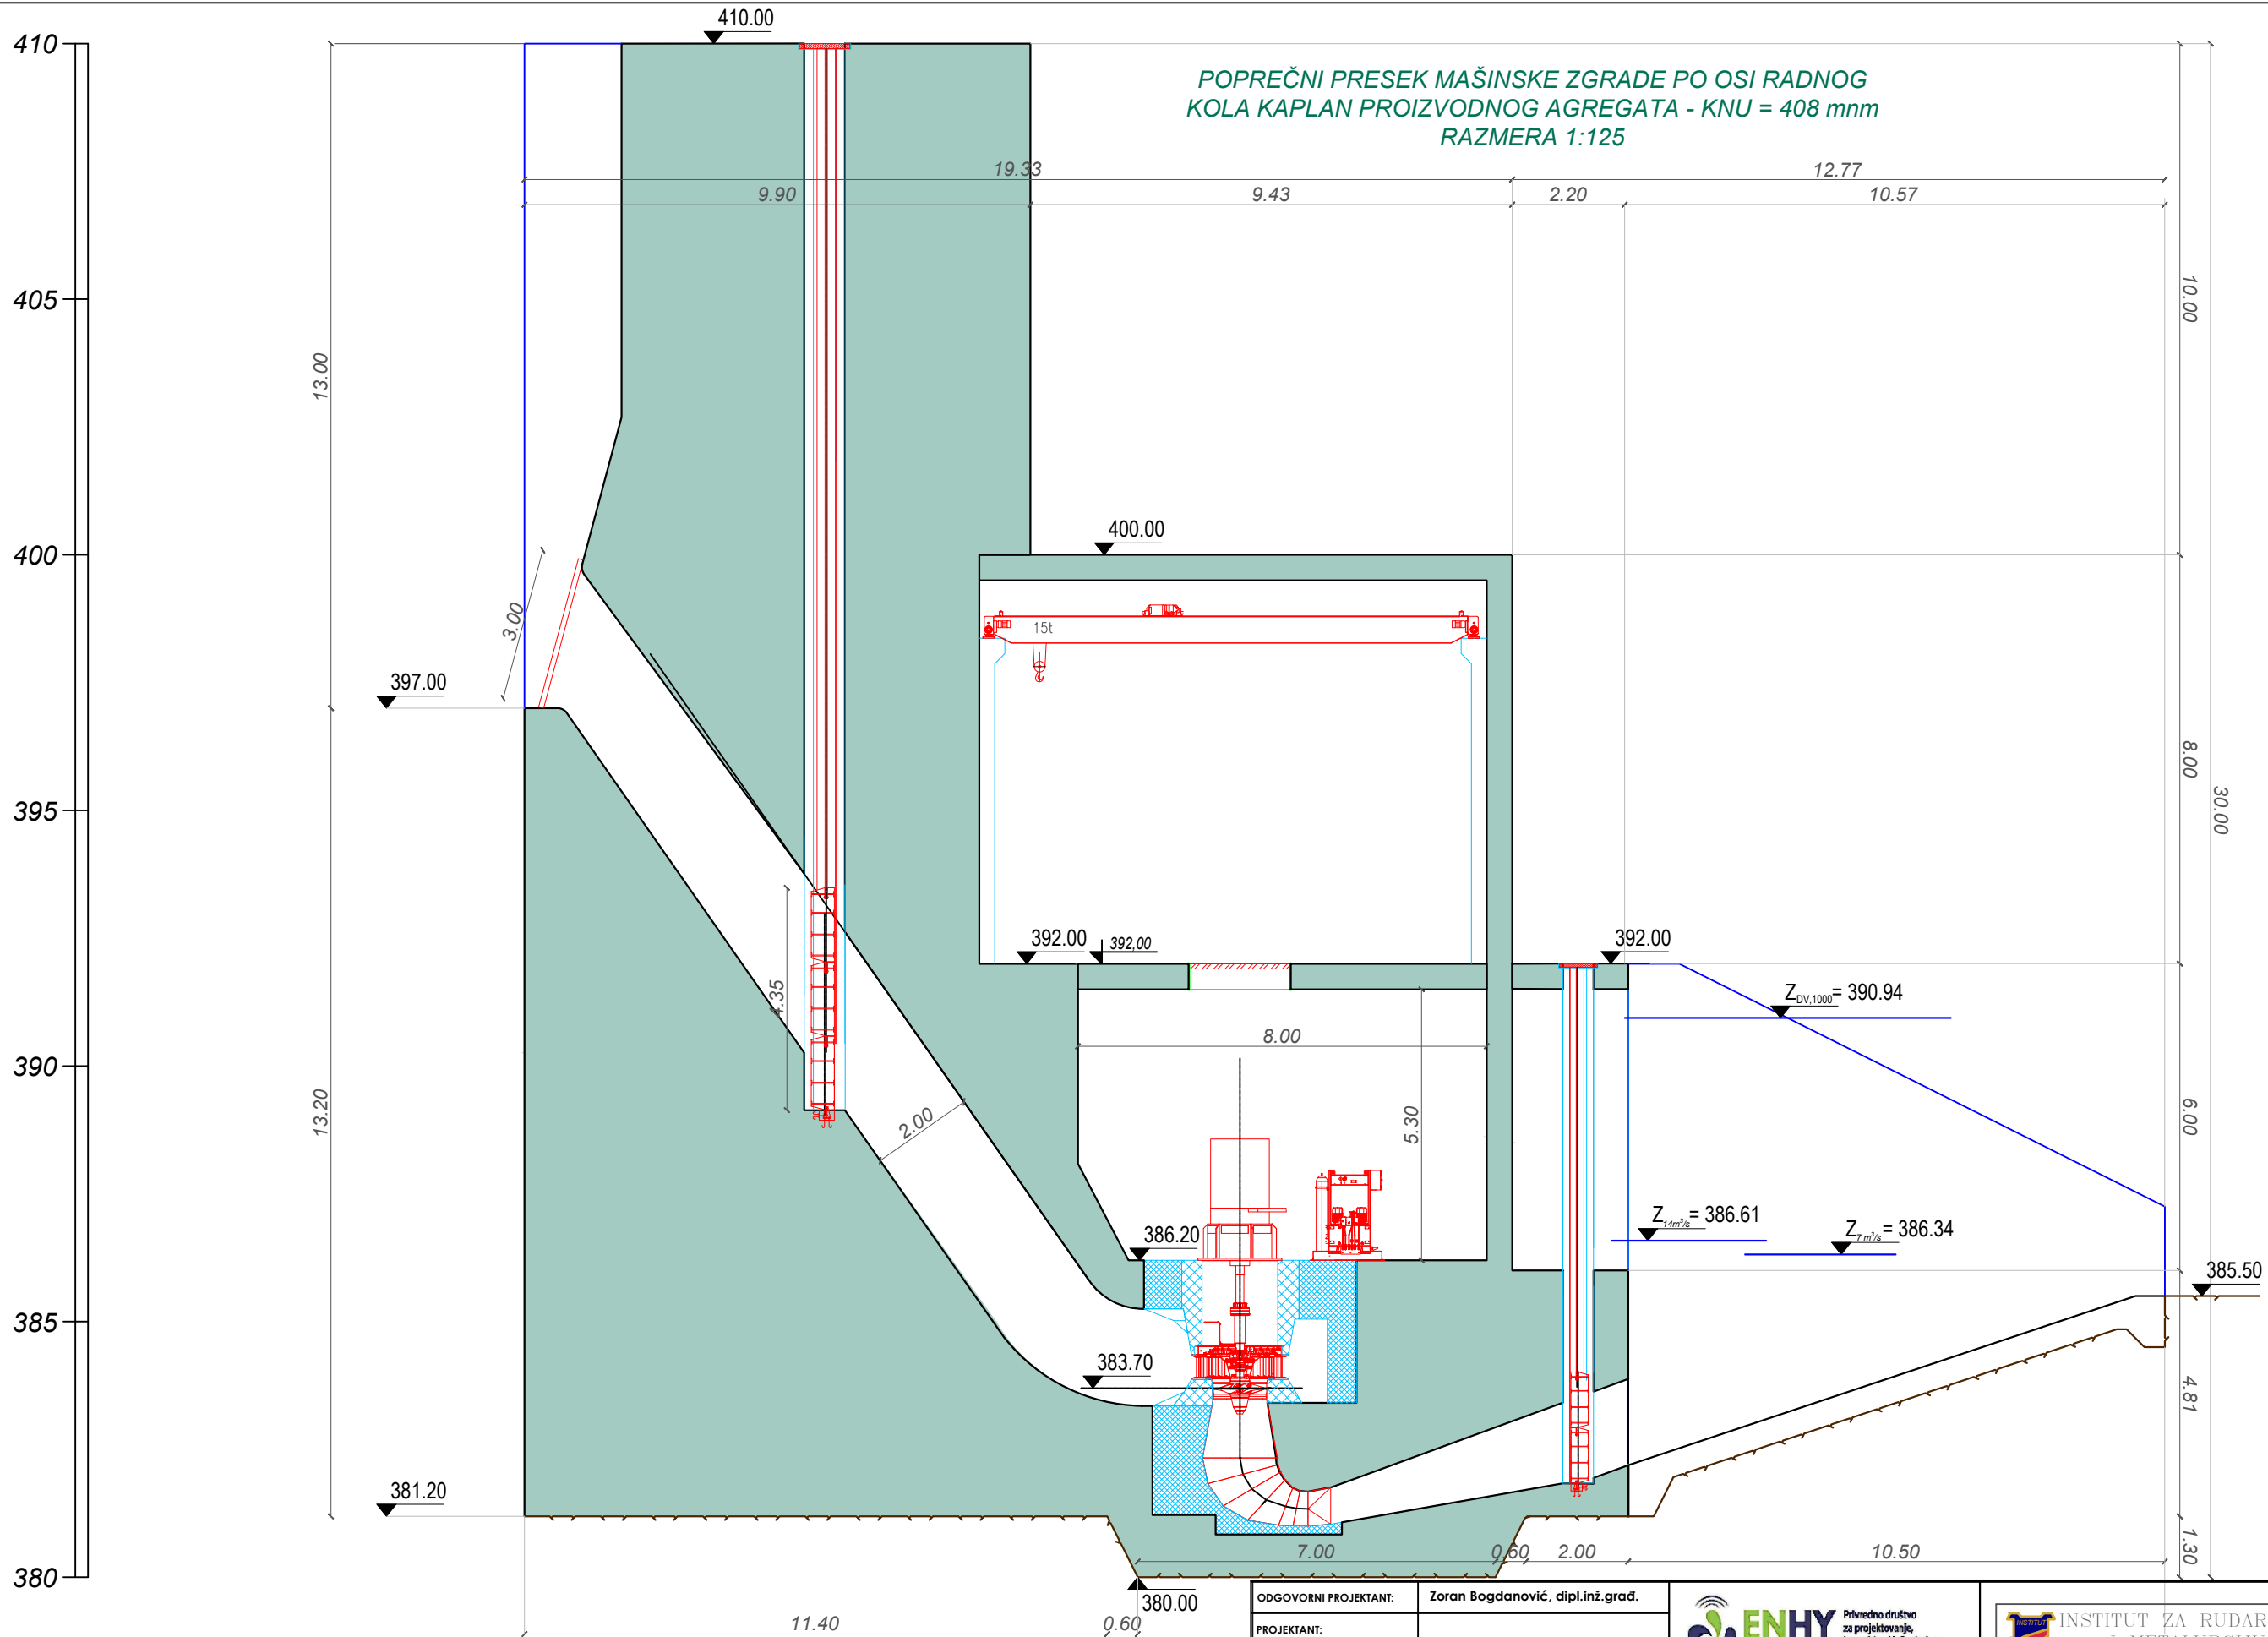 410.00
410
POPREČNI PRESEK MAŠINSKE ZGRADE PO OSI RADNOG
KOLA KAPLAN PROIZVODNOG AGREGATA - KNU = 408 mnm
RAZMERA 1:125
19.33
12.77
9.90
9.43
2.20
10.57
405
10.00
13.00
400.00
400
3.00
15t
397.00
8.00
30.00
395
392.00
392,00
392.00
4.35
Z DV,1000 = 390.94
390
8.00
2.00
5.30
13.20
6.00
386.20
Z 14m³/s = 386.61
Z 7 m³/s = 386.34
385.50
385
383.70
4.81
381.20
7.00
0.60
2.00
10.50
1.30
380
380.00
11.40
0.60
ODGOVORNI PROJEKTANT:
Zoran Bogdanović, dipl.inž.građ.
PROJEKTANT:
ENHY
Privredno društvo
za projektovanje,
INSTITUT
INSTITUT ZA RUDAR